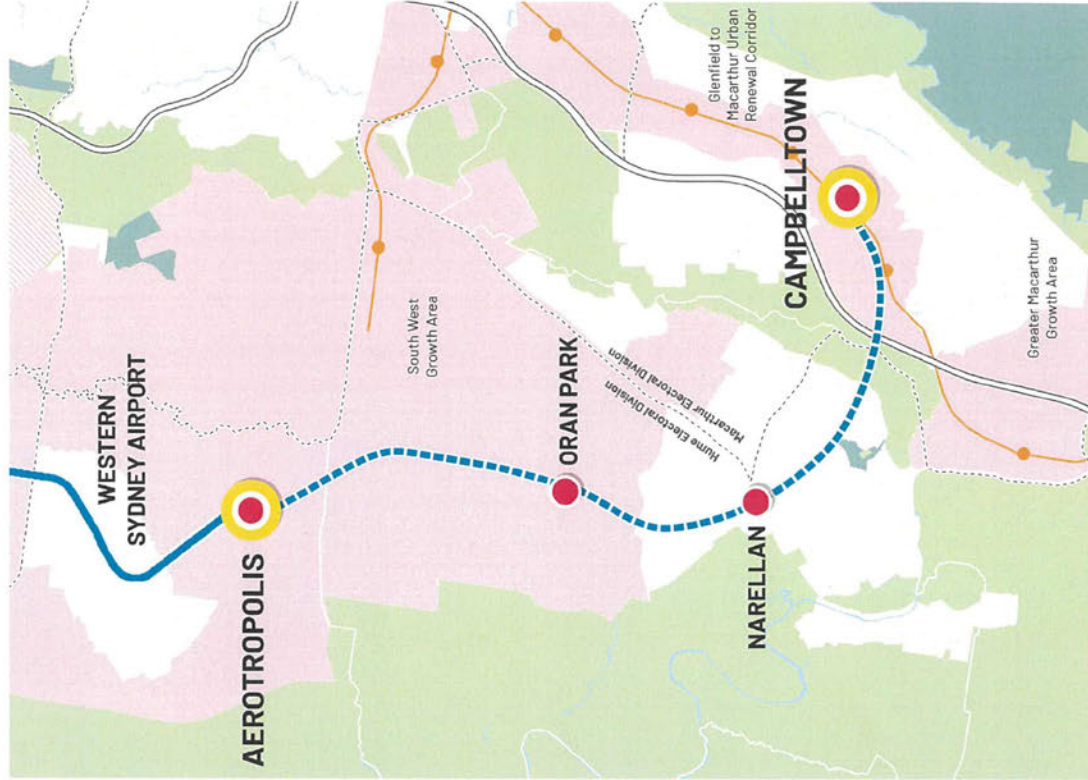 WESTERN
SYDNEY AIRPORT
AEROTROPOLIS
South West
Growth Area
ORAN PARK
Hume Electoral Division
Macarthur Electoral Division
NARELLAN
Glenfield to
Macarthur Urban
Renewal Corridor
CAMPBELLTOWN
Greater Macarthur
Growth Area